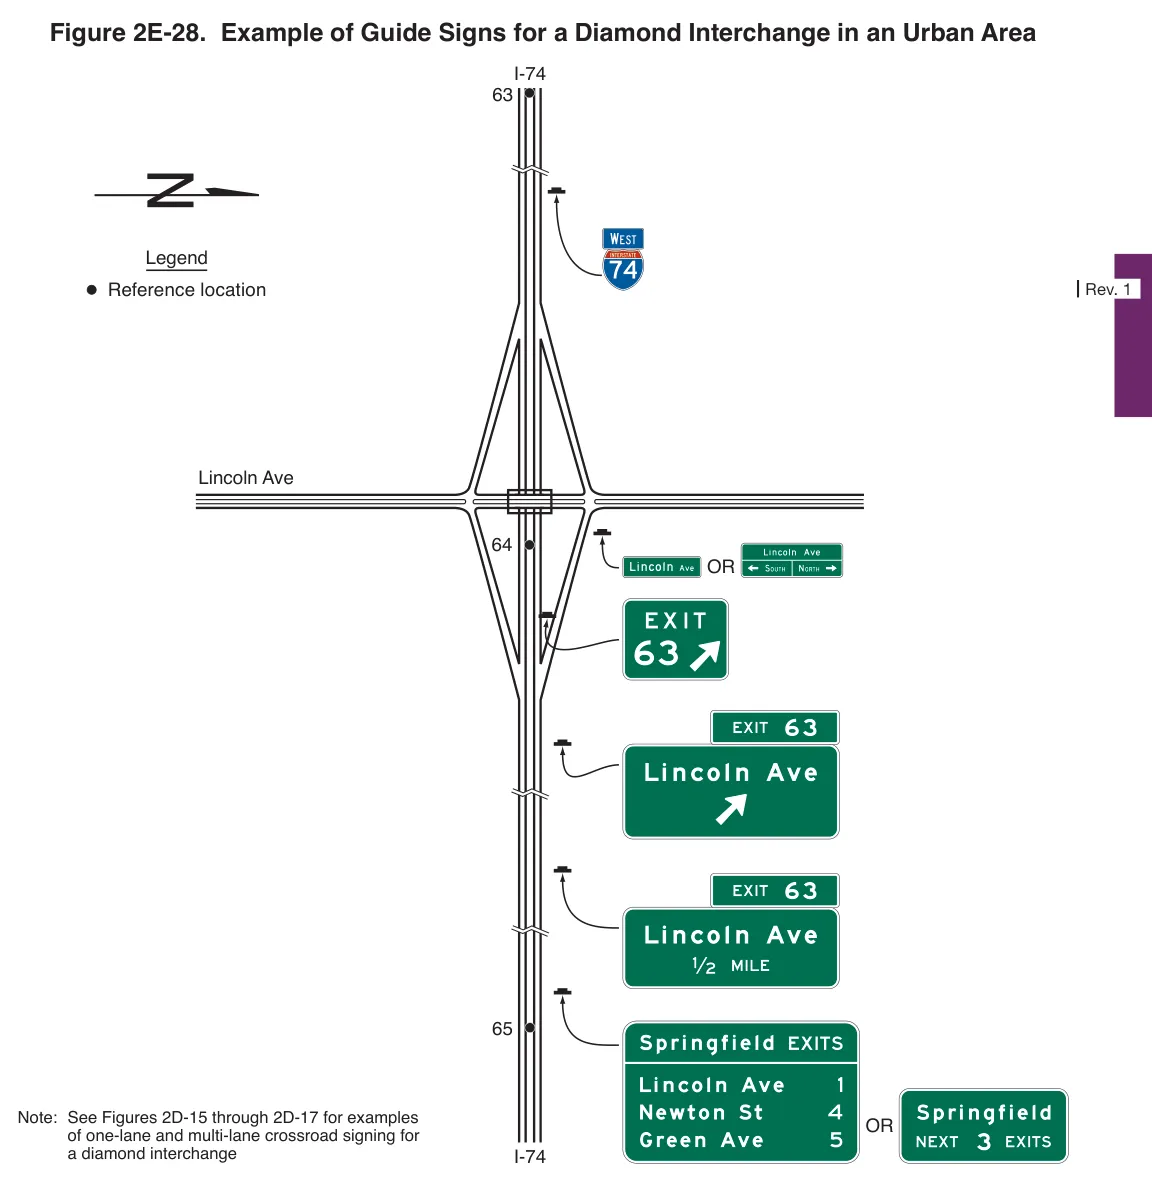 Figure 2E-28.  Example of Guide Signs for a Diamond Interchange in an Urban Area
I-74
63
N
WEST
INTERSTATE
74
Legend
Reference location
Rev. 1
Lincoln Ave
64
Lincoln Ave
OR
Lincoln Ave
← SOUTH
NORTH →
EXIT
63
EXIT 63
Lincoln Ave
EXIT 63
Lincoln Ave
1/2 MILE
65
Springfield EXITS
Lincoln Ave 1
Newton St 4
Green Ave 5
OR
Springfield
NEXT 3 EXITS
Note: See Figures 2D-15 through 2D-17 for examples
of one-lane and multi-lane crossroad signing for
a diamond interchange
I-74